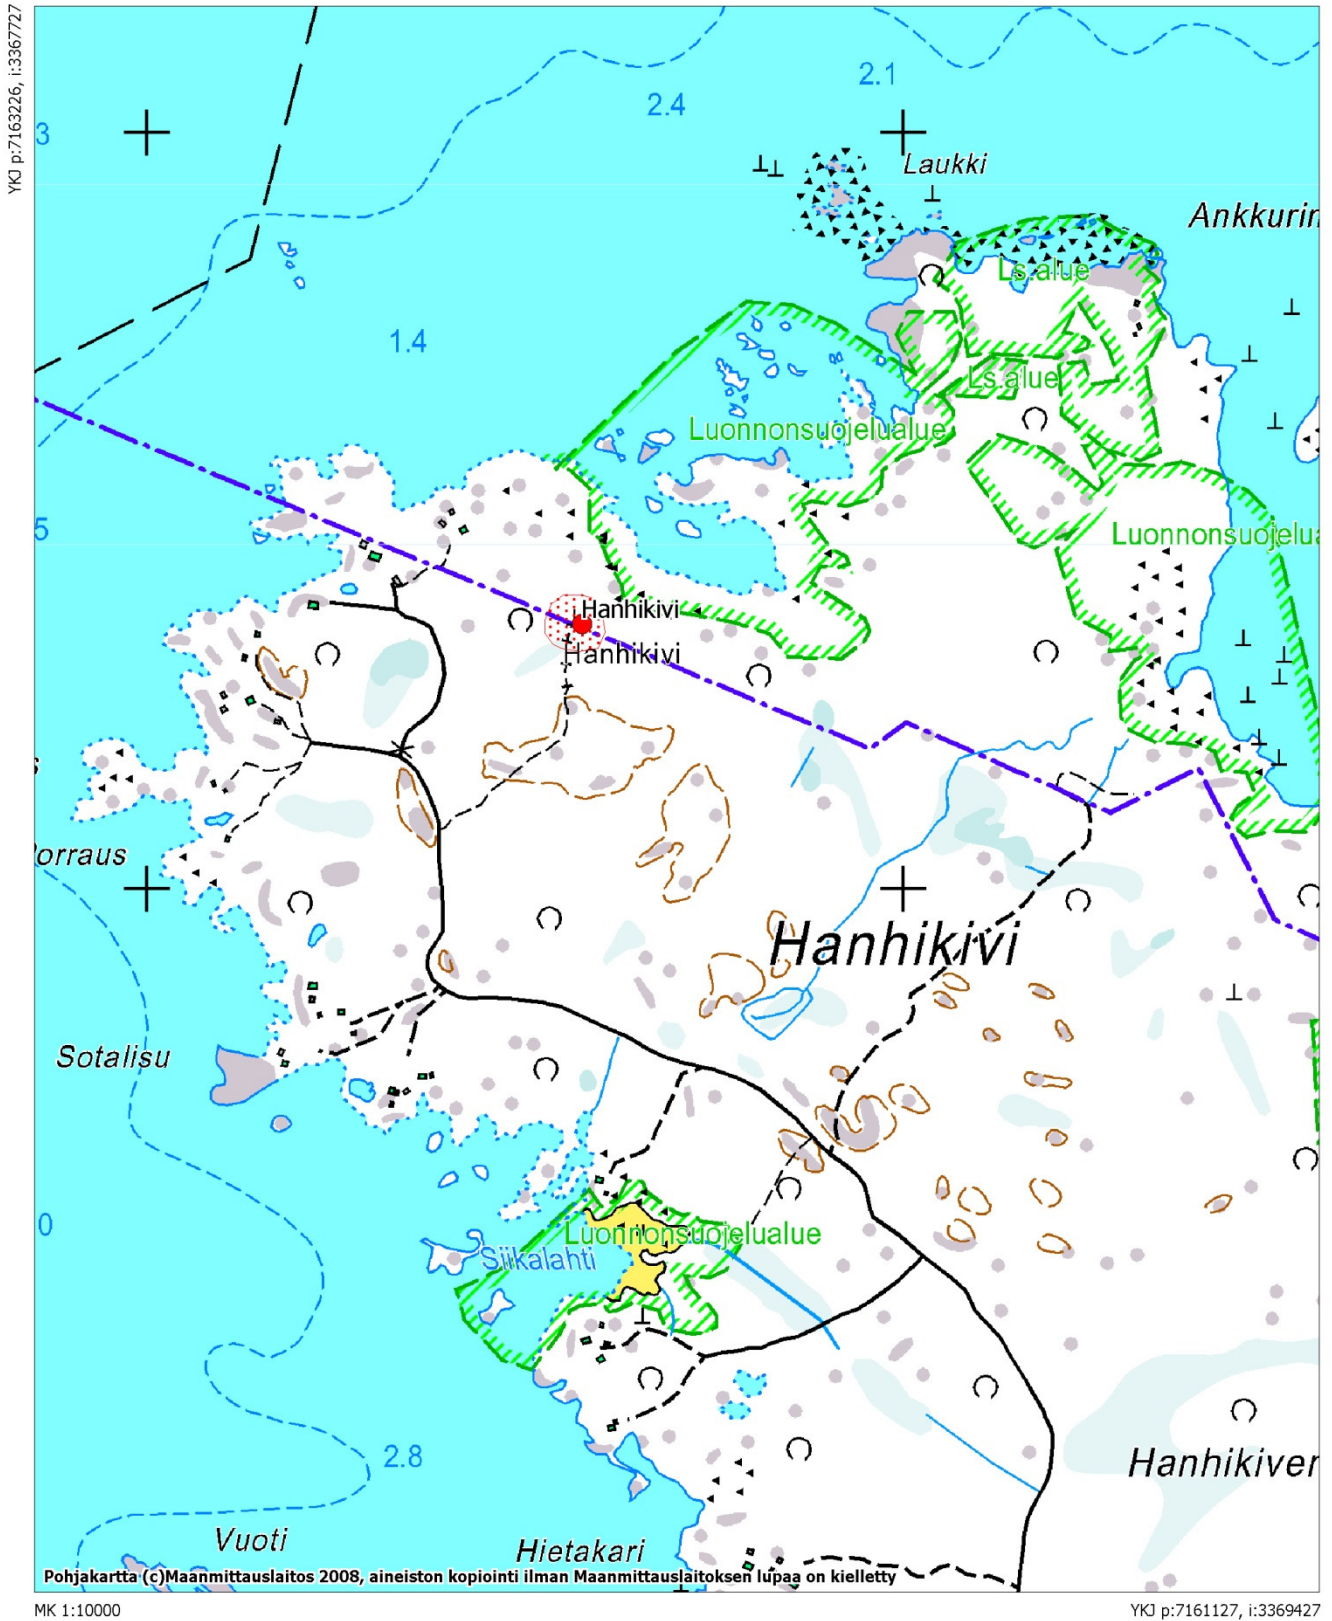 YKJ p:7163226, i:3367727
2.1
2.4
3
Laukki
Ankkurin
Ls.alue
1.4
Ls.alue
Luonnonsuojelualue
5
Luonnonsuojelua
Hanhikivi
Hanhikivi
orraus
Hanhikivi
Sotalisu
0
Luonnonsuojelualue
Siikalahti
2.8
Hanhikiven
Vuoti
Hietakari
Pohjakartta (c)Maanmittauslaitos 2008, aineiston kopiointi ilman Maanmittauslaitoksen lupaa on kielletty
MK 1:10000
YKJ p:7161127, i:3369427